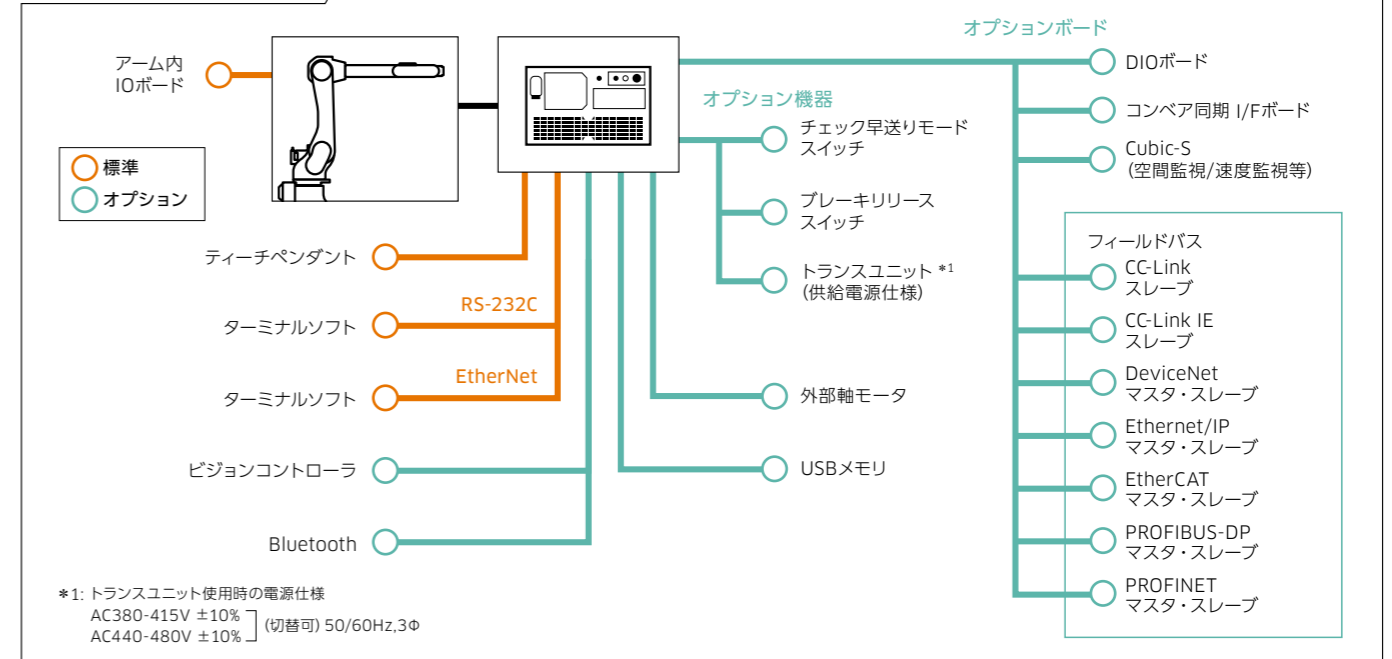 アーム内
IOボード
標準
オプション
ティーチペンダント
RS-232C
ターミナルソフト
EtherNet
ターミナルソフト
ビジョンコントローラ
Bluetooth
*1: トランスユニット使用時の電源仕様
AC380-415V ±10%
AC440-480V ±10%
(切替可) 50/60Hz,3Φ
オプション機器
チェック早送りモード
スイッチ
ブレーキリリース
スイッチ
トランスユニット *1
(供給電源仕様)
外部軸モータ
USBメモリ
オプションボード
DIOボード
コンベア同期 I/Fボード
Cubic-S
(空間監視/速度監視等)
フィールドバス
CC-Link
スレーブ
CC-Link IE
スレーブ
DeviceNet
マスタ・スレーブ
Ethernet/IP
マスタ・スレーブ
EtherCAT
マスタ・スレーブ
PROFIBUS-DP
マスタ・スレーブ
PROFINET
マスタ・スレーブ